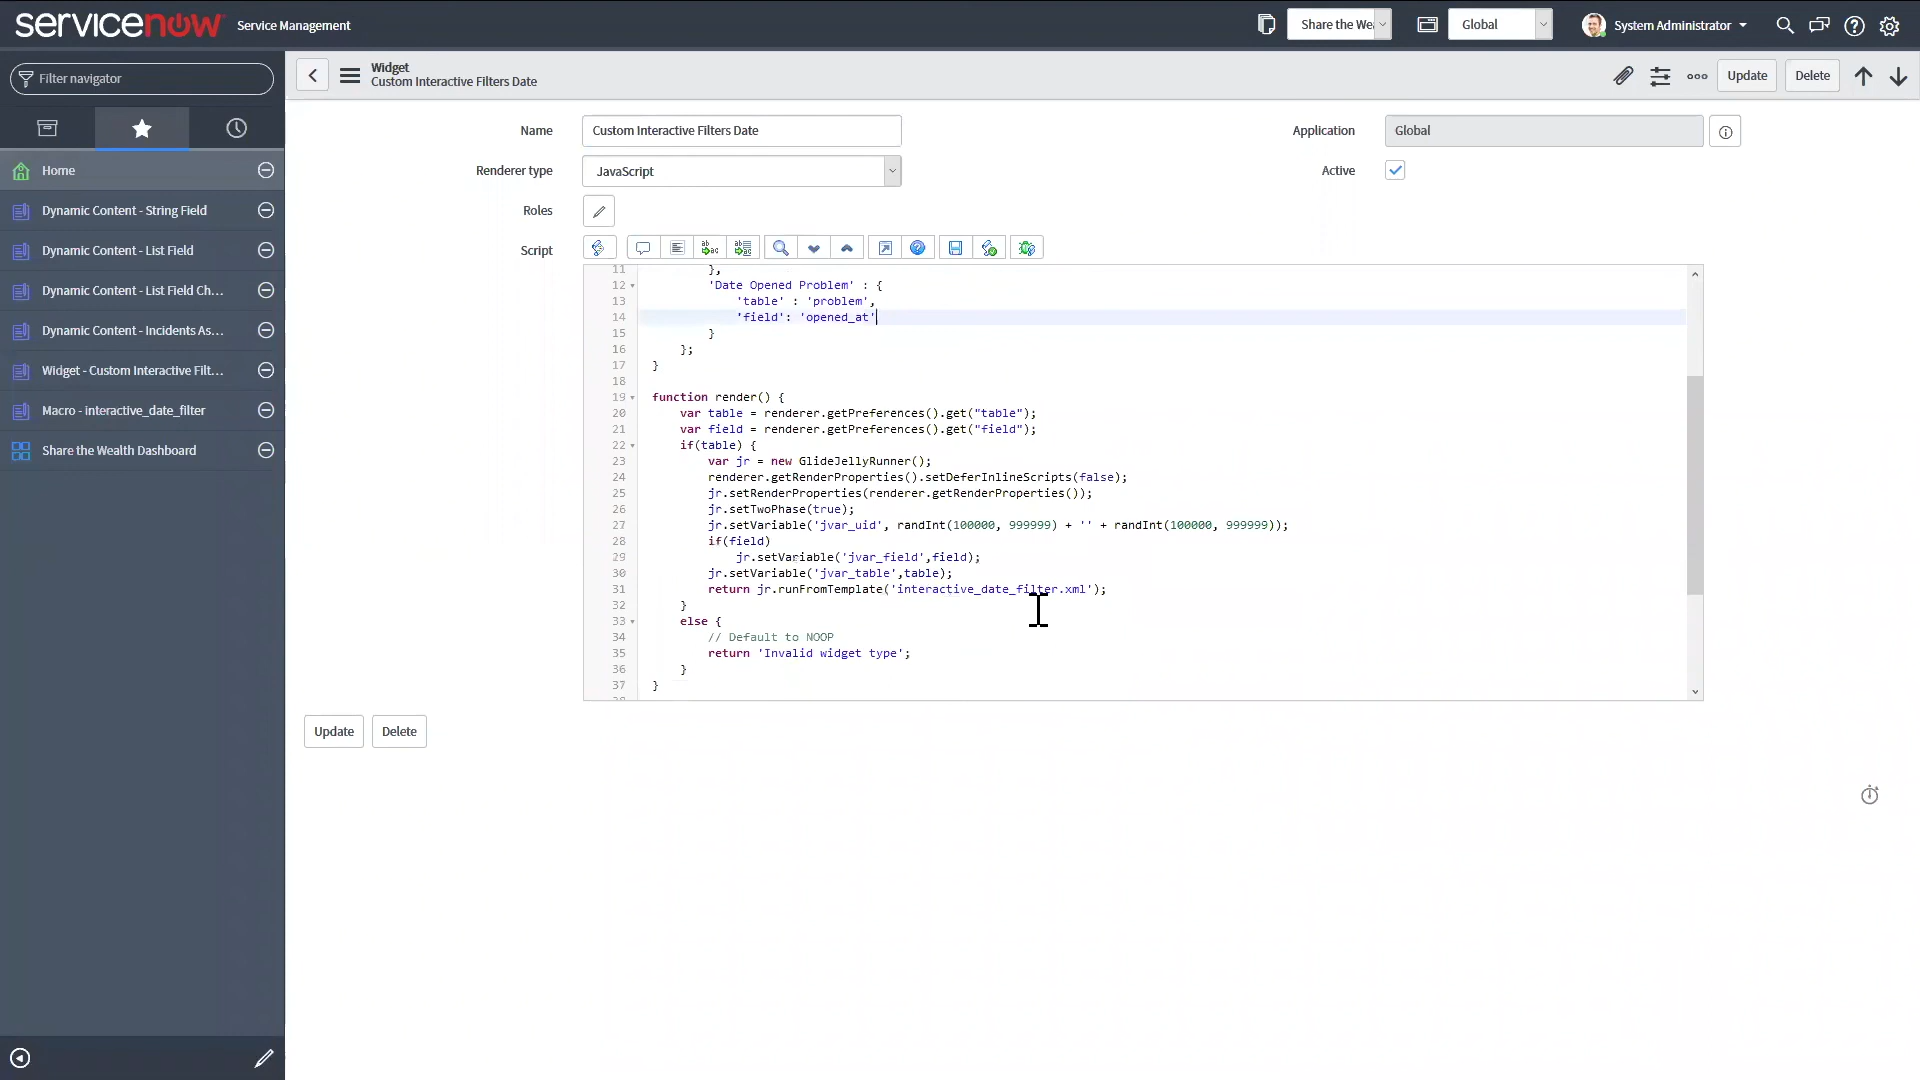 servicenow Service Management
Share the We
Global
System Administrator
Filter navigator
Widget
Custom Interactive Filters Date
Update
Delete
Home
Dynamic Content - String Field
Dynamic Content - List Field
Dynamic Content - List Field Ch...
Dynamic Content - Incidents As...
Widget - Custom Interactive Filt...
Macro - interactive_date_filter
Share the Wealth Dashboard
Name
Custom Interactive Filters Date
Application
Global
Renderer type
JavaScript
Active
Roles
Script
11 },
12 'Date Opened Problem' : {
13 'table' : 'problem',
14 'field': 'opened_at'
15 }
16 };
17 }
18
19 function render() {
20 var table = renderer.getPreferences().get("table");
21 var field = renderer.getPreferences().get("field");
22 if(table) {
23 var jr = new GlideJellyRunner();
24 renderer.getRenderProperties().setDeferInlineScripts(false);
25 jr.setRenderProperties(renderer.getRenderProperties());
26 jr.setTwoPhase(true);
27 jr.setVariable('jvar_uid', randInt(100000, 999999) + '' + randInt(100000, 999999));
28 if(field)
29 jr.setVariable('jvar_field',field);
30 jr.setVariable('jvar_table',table);
31 return jr.runFromTemplate('interactive_date_filter.xml');
32 }
33 else {
34 // Default to NOOP
35 return 'Invalid widget type';
36 }
37 }
Update
Delete